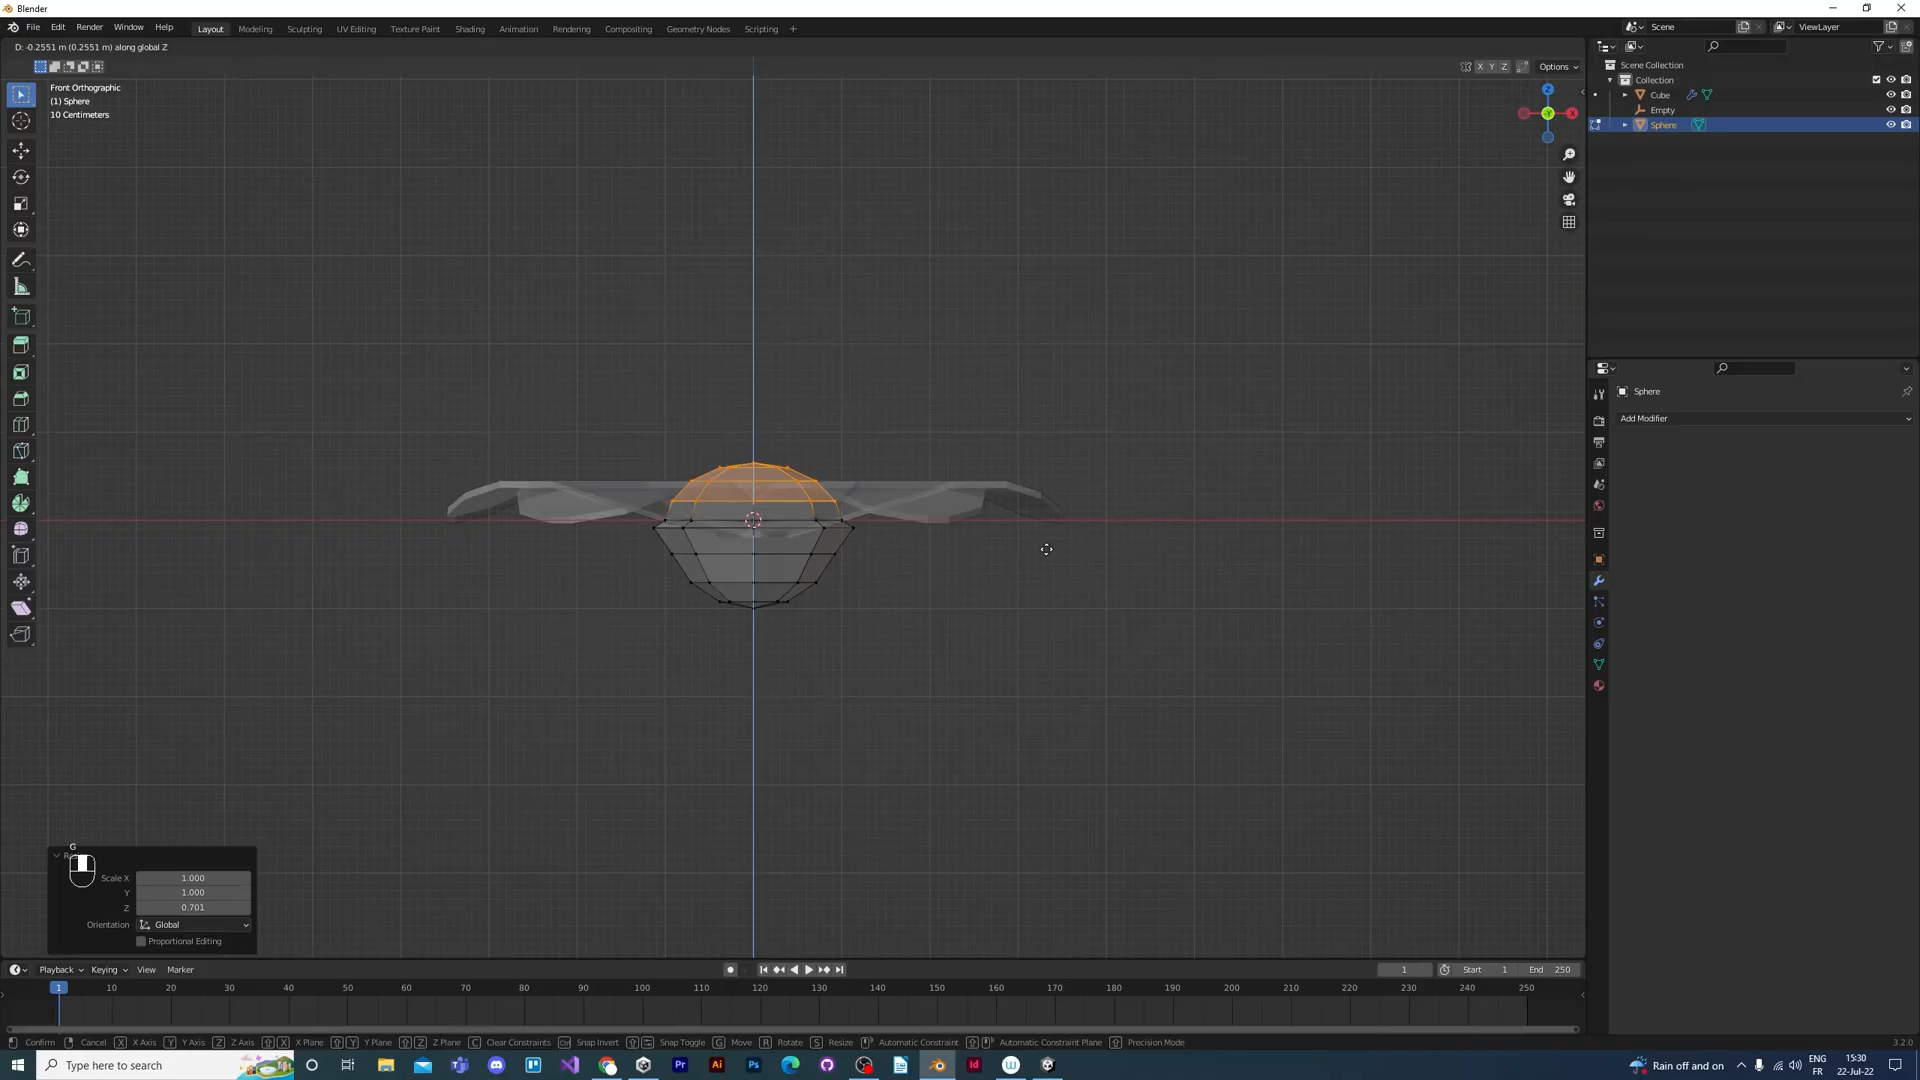 Blender
File Edit Render Window Help Layout Modeling Sculpting UV Editing Texture Paint Shading Animation Rendering Compositing Geometry Nodes Scripting + Scene ViewLayer
D: -0.2551 m (0.2551 m) along global Z
X Y Z Options
Front Orthographic
(1) Sphere
10 Centimeters
Z
X
Y
Scene Collection
Collection
Cube
Empty
Sphere
Sphere
Add Modifier
G
Scale X 1.000
Y 1.000
Z 0.701
Orientation Global
Proportional Editing
Playback Keying View Marker 1 Start 1 End 250
1 10 20 30 40 50 60 70 80 90 100 110 120 130 140 150 160 170 180 190 200 210 220 230 240 250
Confirm Cancel X X Axis Y Y Axis Z Z Axis X X Plane Y Y Plane Z Z Plane C Clear Constraints Snap Invert Snap Toggle G Move R Rotate S Resize Automatic Constraint Automatic Constraint Plane Precision Mode 3.2.0
Type here to search Pr Ai Ps Id W Rain off and on ENG 15:30
FR 22-Jul-22